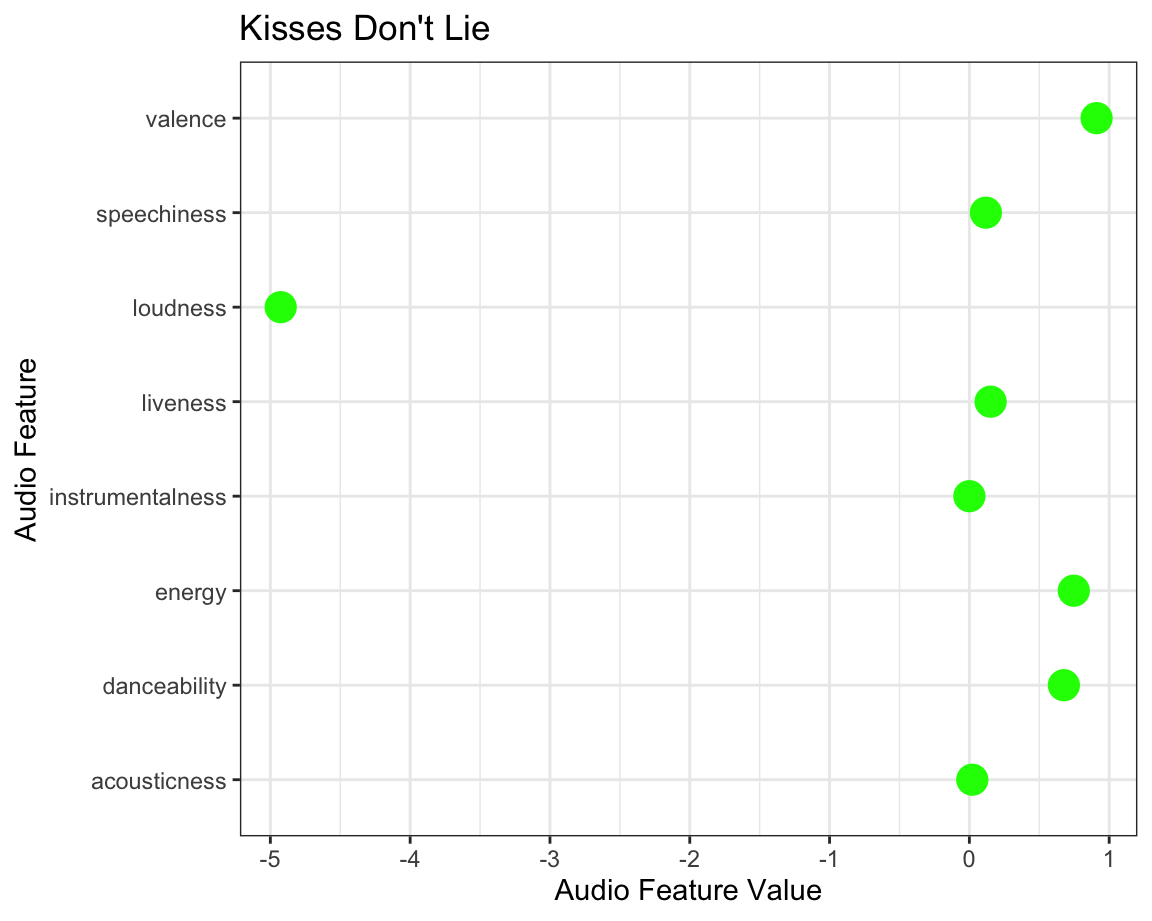 Kisses Don't Lie
Audio Feature
valence
speechiness
loudness
liveness
instrumentalness
energy
danceability
acousticness
-5 -4 -3 -2 -1 0 1
Audio Feature Value